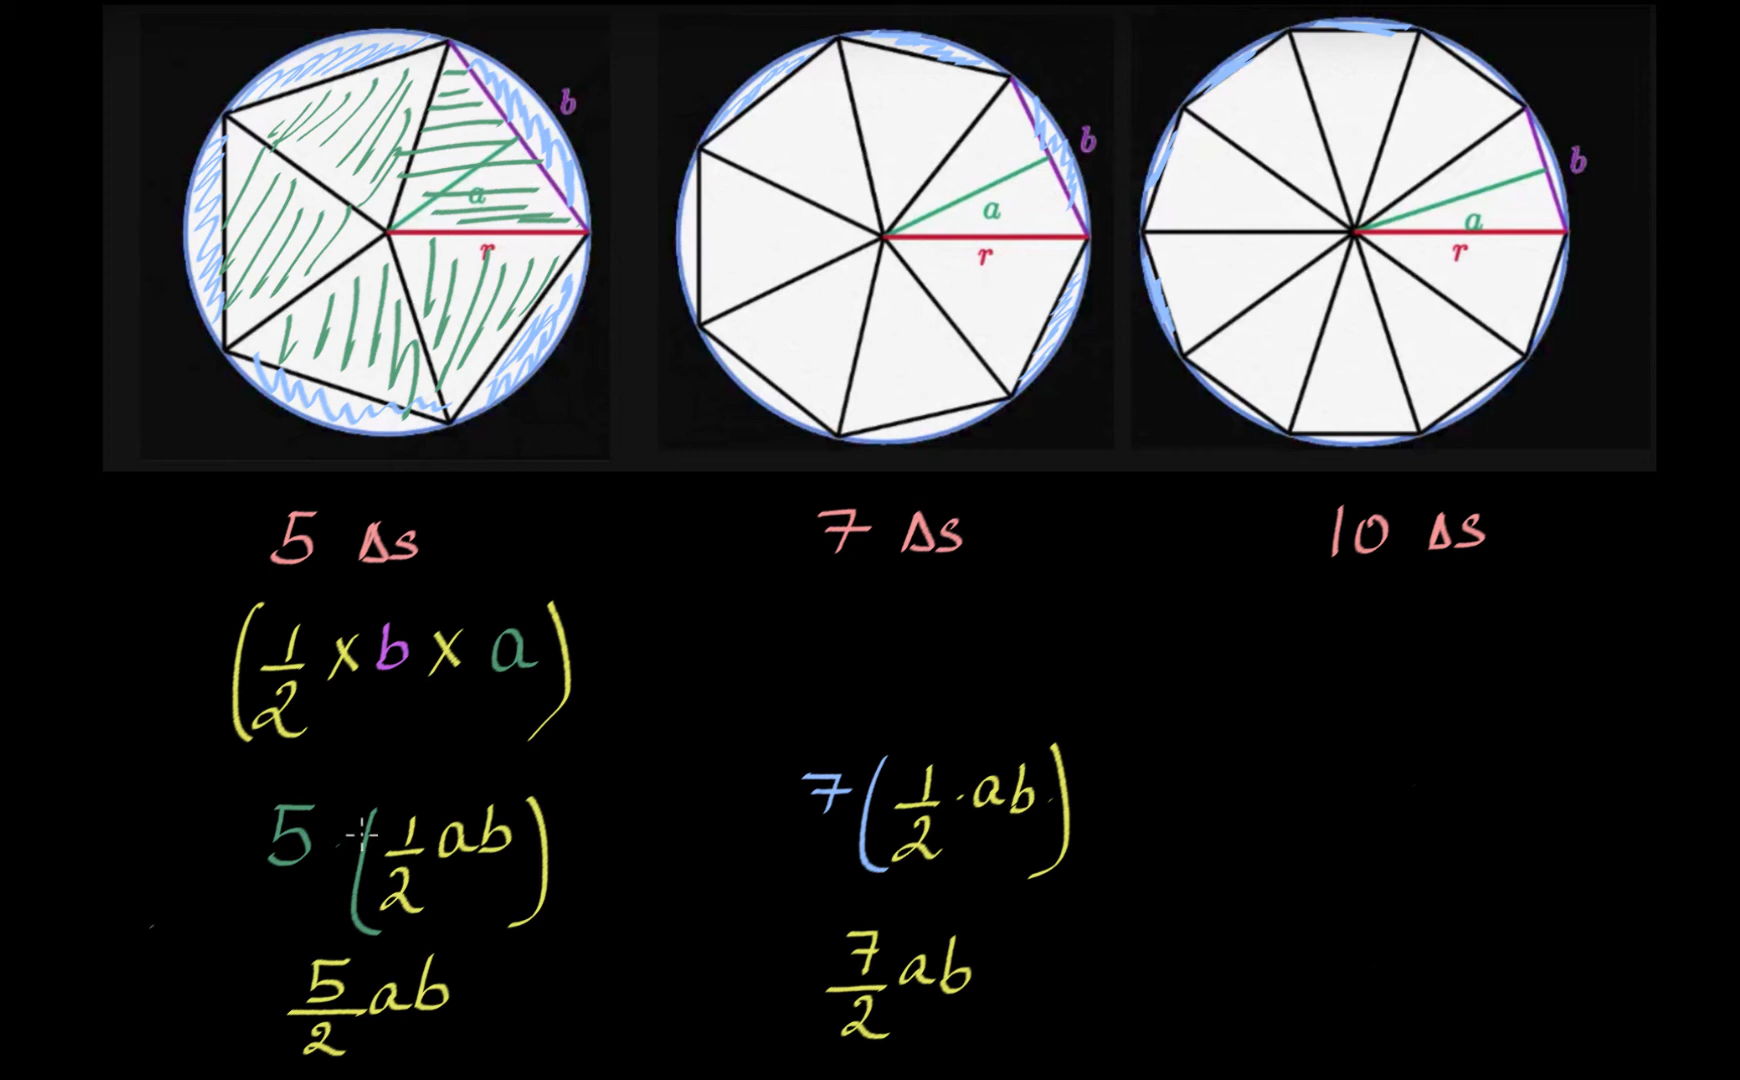 b
a
r
b
a
r
b
a
r
5 Δs
7 Δs
10 Δs
(1/2 × b × a)
5 (1/2 ab)
7 (1/2 · ab)
5/2 ab
7/2 ab